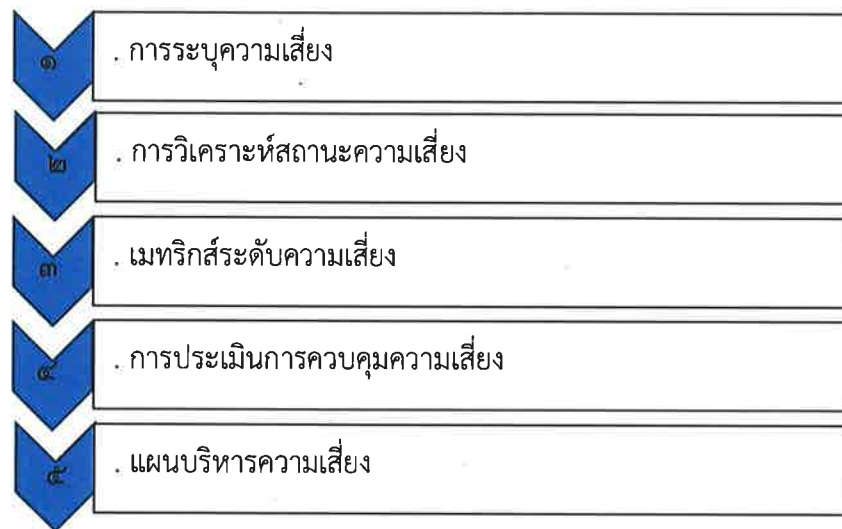 ๑ . การระบุความเสี่ยง
๒ . การวิเคราะห์สถานะความเสี่ยง
๓ . เมทริกส์ระดับความเสี่ยง
๔ . การประเมินการควบคุมความเสี่ยง
๕ . แผนบริหารความเสี่ยง